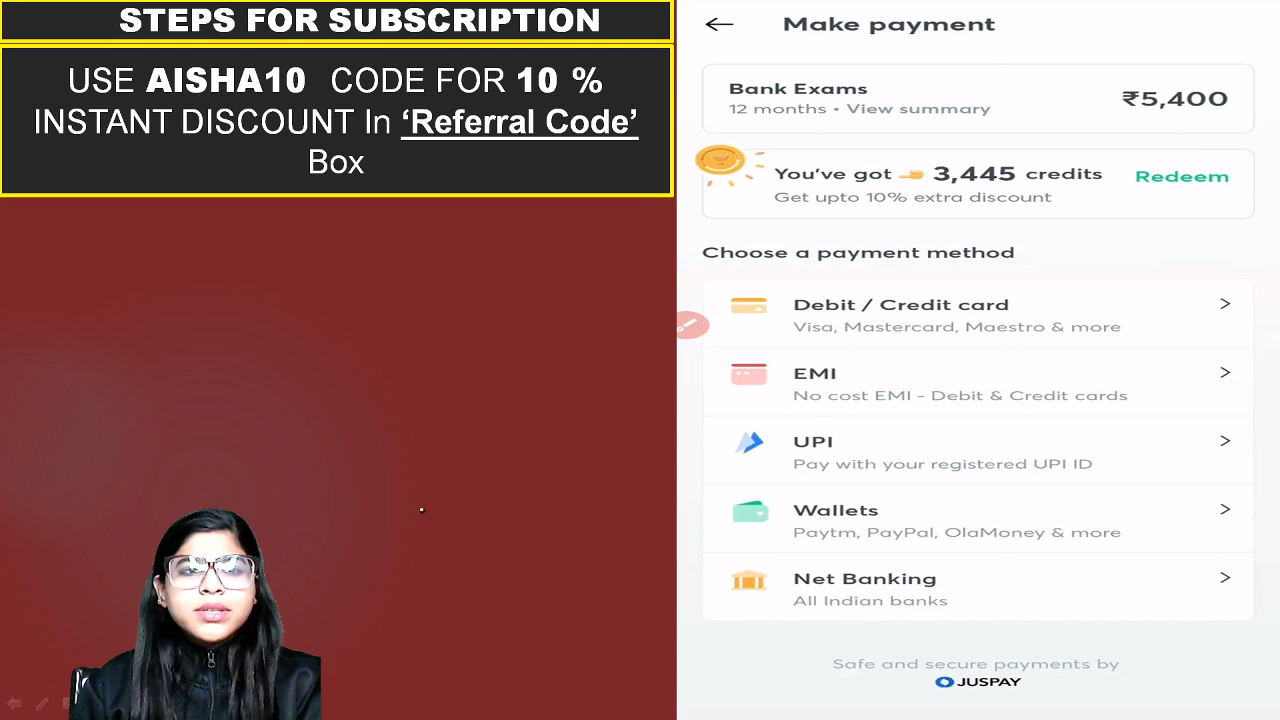 STEPS FOR SUBSCRIPTION
USE AISHA10 CODE FOR 10 %
INSTANT DISCOUNT In ‘Referral Code’
Box
Make payment
Bank Exams
12 months • View summary
₹5,400
You’ve got 3,445 credits
Get upto 10% extra discount
Redeem
Choose a payment method
Debit / Credit card
Visa, Mastercard, Maestro & more
EMI
No cost EMI - Debit & Credit cards
UPI
Pay with your registered UPI ID
Wallets
Paytm, PayPal, OlaMoney & more
Net Banking
All Indian banks
Safe and secure payments by
JUSPAY